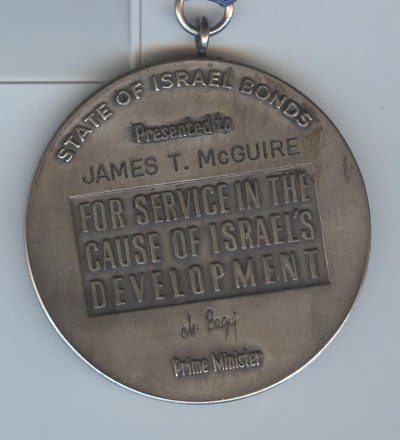 STATE OF ISRAEL BONDS
Presented to
JAMES T. McGUIRE
FOR SERVICE IN THE
CAUSE OF ISRAEL'S
DEVELOPMENT
Prime Minister